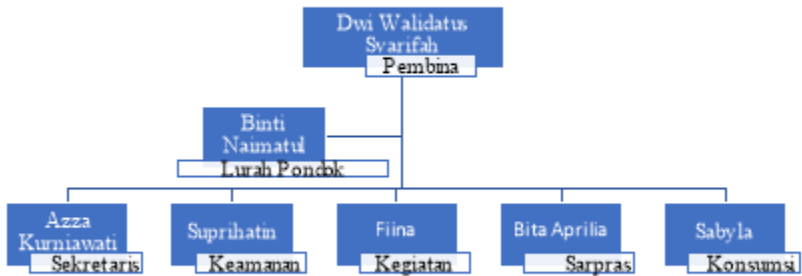 Dwi Walidatus
Syarifah
Pembina
Binti
Naimatul
Lurah Pondok
Azza
Kurniawati
Sekretaris
Suprihatin
Keamanan
Fiina
Kegiatan
Bita Aprilia
Sarpras
Sabyla
Konsumsi